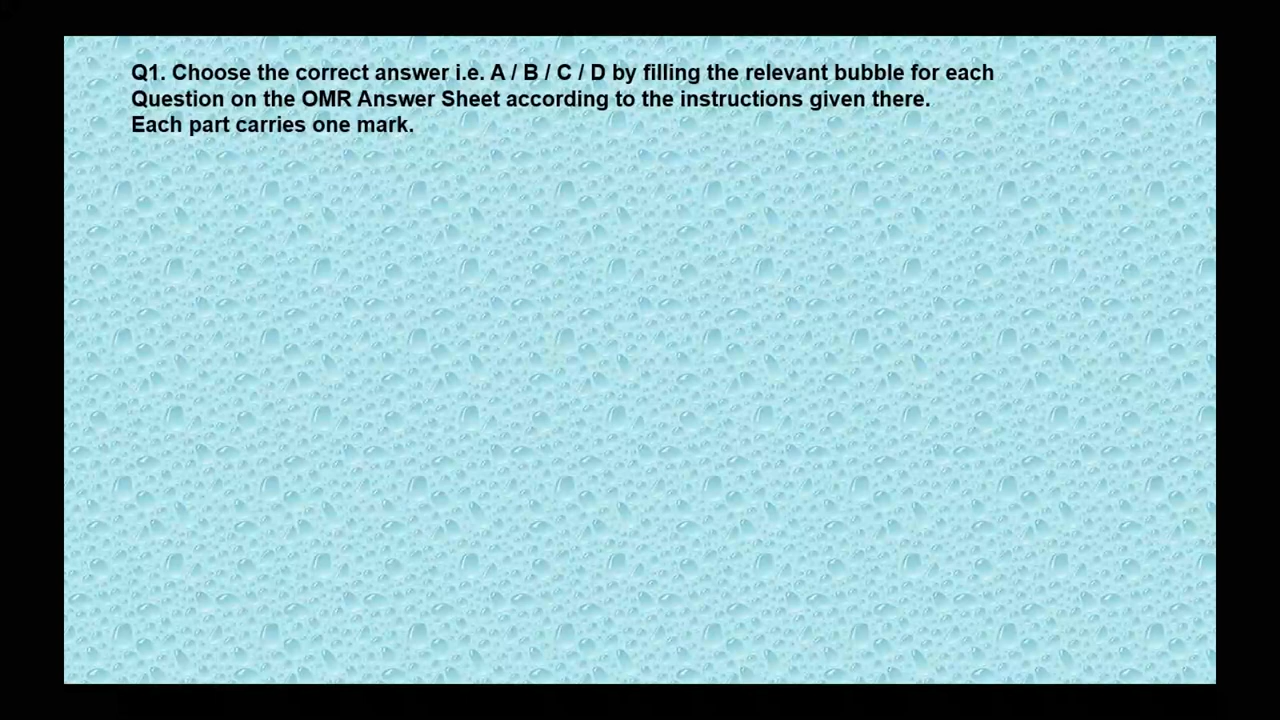 Q1. Choose the correct answer i.e. A / B / C / D by filling the relevant bubble for each
Question on the OMR Answer Sheet according to the instructions given there.
Each part carries one mark.